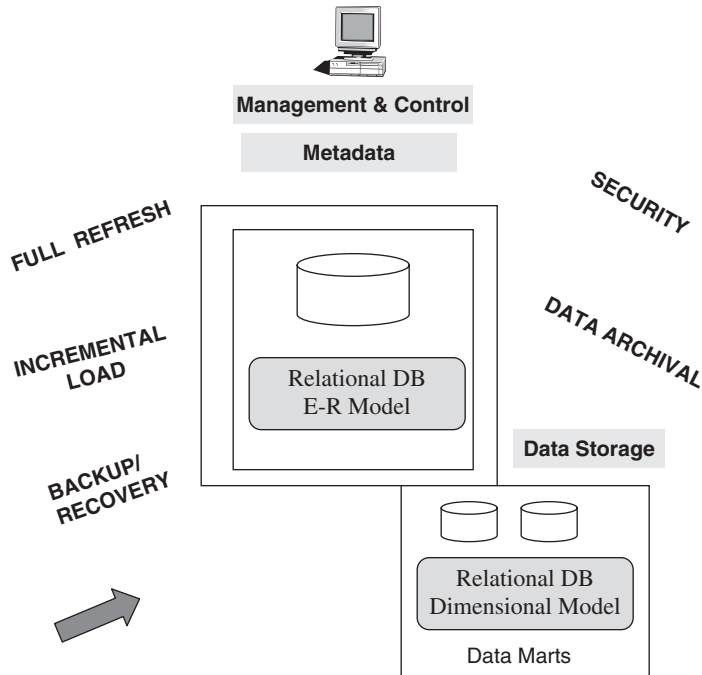 Management & Control
Metadata
FULL REFRESH
SECURITY
INCREMENTAL
LOAD
DATA ARCHIVAL
Relational DB
E-R Model
BACKUP/
RECOVERY
Data Storage
Relational DB
Dimensional Model
Data Marts